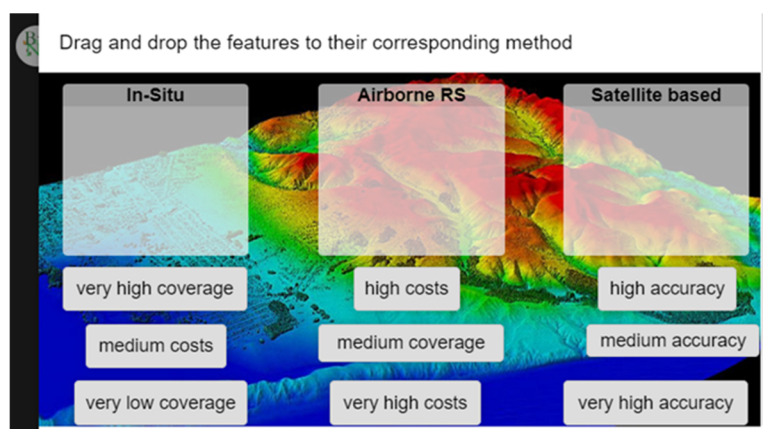 Drag and drop the features to their corresponding method
In-Situ
Airborne RS
Satellite based
very high coverage
high costs
high accuracy
medium costs
medium coverage
medium accuracy
very low coverage
very high costs
very high accuracy